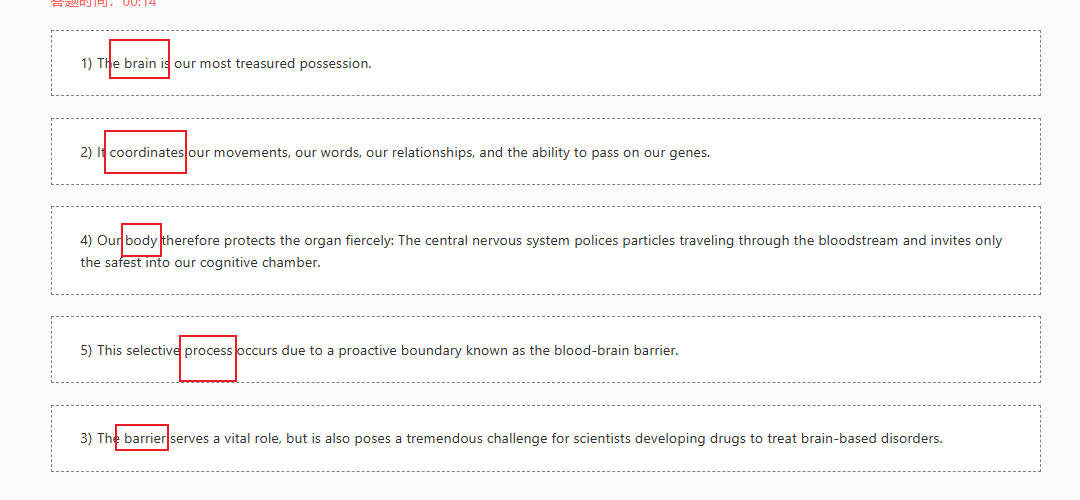 答题时间：00:14
1) The brain is our most treasured possession.
2) It coordinates our movements, our words, our relationships, and the ability to pass on our genes.
4) Our body therefore protects the organ fiercely: The central nervous system polices particles traveling through the bloodstream and invites only
the safest into our cognitive chamber.
5) This selective process occurs due to a proactive boundary known as the blood-brain barrier.
3) The barrier serves a vital role, but is also poses a tremendous challenge for scientists developing drugs to treat brain-based disorders.